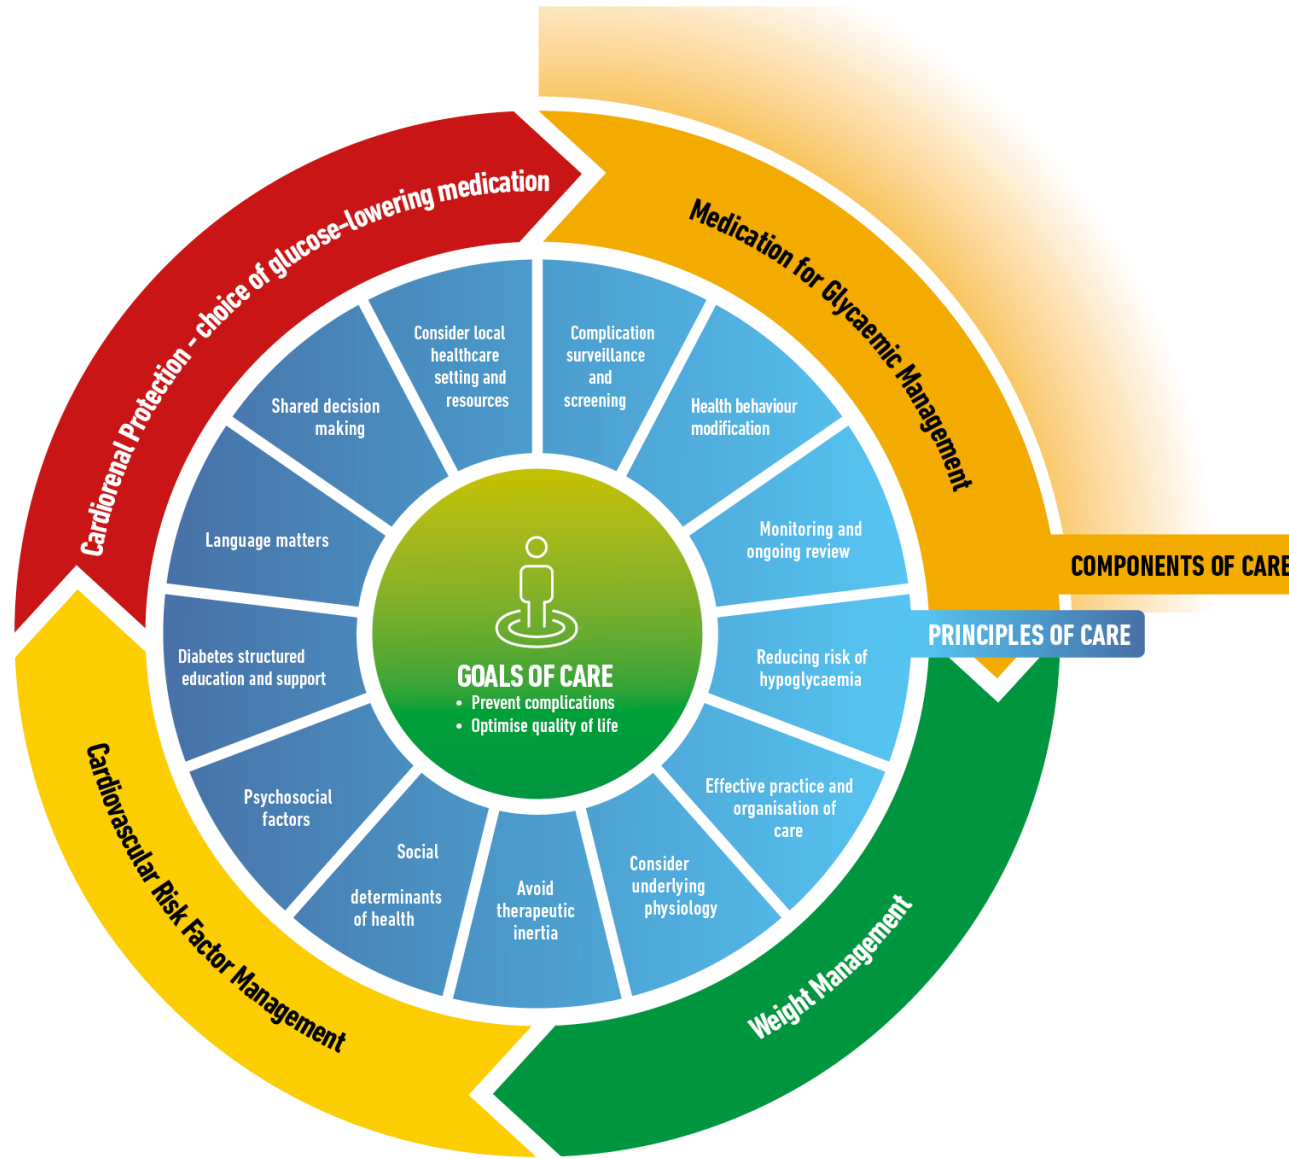 Cardiorenal Protection - choice of glucose-lowering medication
Medication for Glycaemic Management
COMPONENTS OF CARE
PRINCIPLES OF CARE
Weight Management
Cardiovascular Risk Factor Management
Complication
surveillance
and
screening
Health behaviour
modification
Monitoring and
ongoing review
Reducing risk of
hypoglycaemia
Effective practice and
organisation of
care
Consider
underlying
physiology
Avoid
therapeutic
inertia
Social
determinants
of health
Psychosocial
factors
Diabetes structured
education and support
Language matters
Shared decision
making
Consider local
healthcare
setting and
resources
GOALS OF CARE
• Prevent complications
• Optimise quality of life